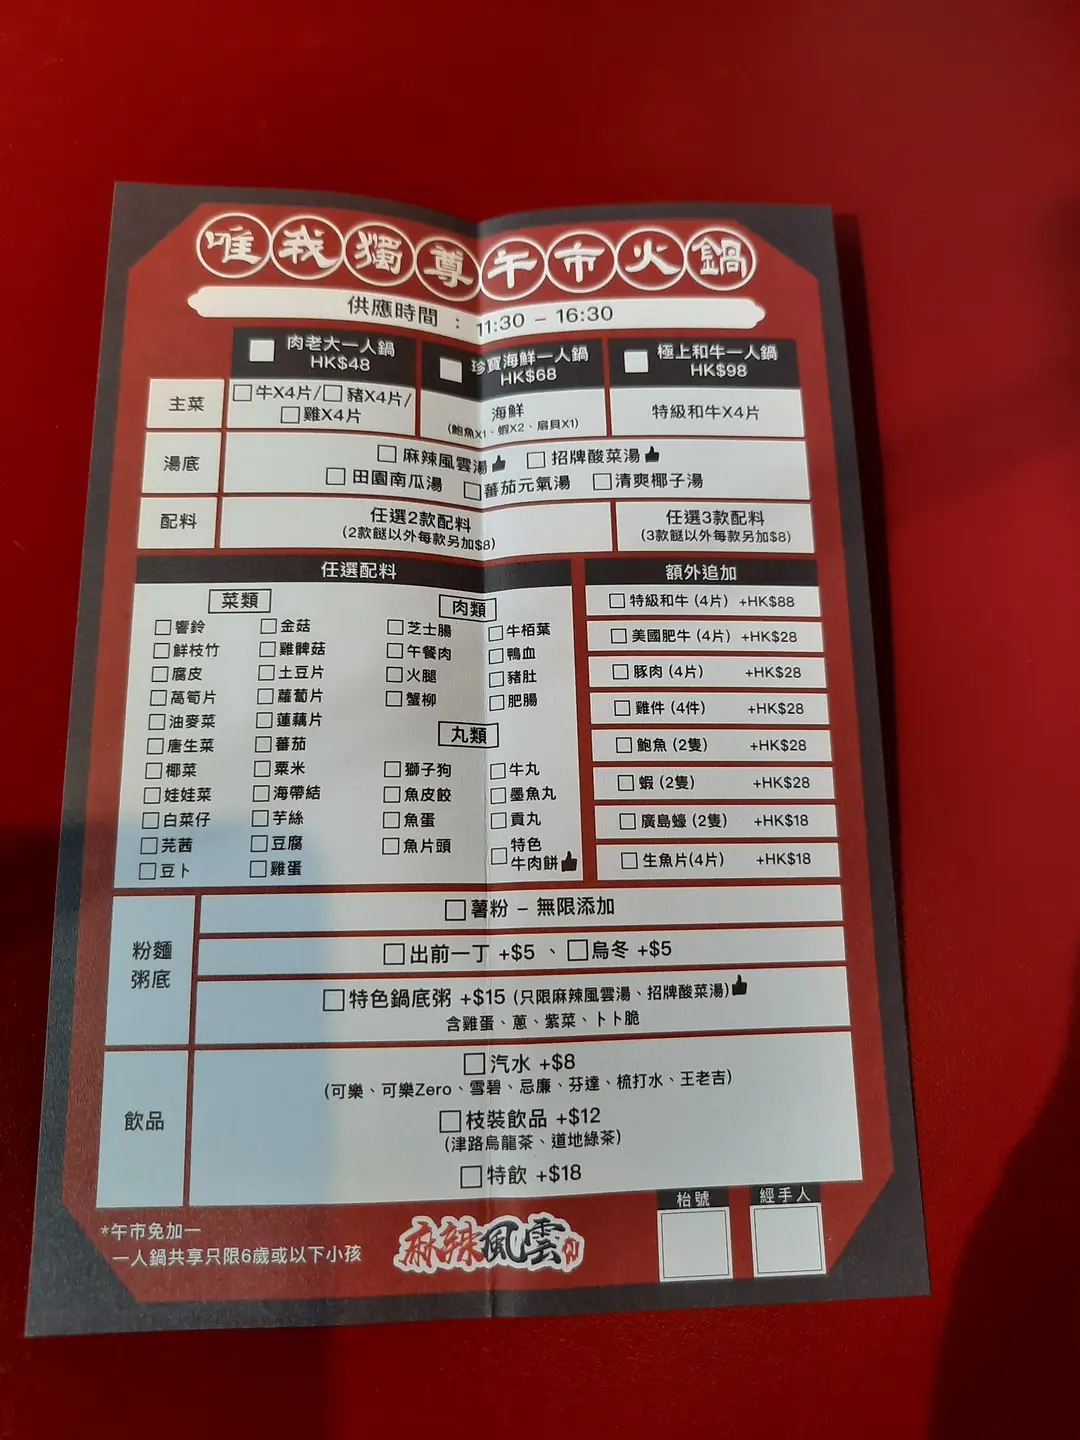 唯我獨尊午市火鍋
供應時間 : 11:30 – 16:30
肉老大一人鍋
HK$48
珍寶海鮮一人鍋
HK$68
極上和牛一人鍋
HK$98
主菜
牛X4片/ 豬X4片/
雞X4片
海鮮
(鮑魚X1、蝦X2、扇貝X1)
特級和牛X4片
湯底
麻辣風雲湯 招牌酸菜湯
田園南瓜湯 蕃茄元氣湯 清爽椰子湯
配料
任選2款配料
(2款餸以外每款另加$8)
任選3款配料
(3款餸以外每款另加$8)
任選配料
菜類
響鈴 金菇
鮮枝竹 雞髀菇
腐皮 土豆片
萵筍片 蘿蔔片
油麥菜 蓮藕片
唐生菜 蕃茄
椰菜 粟米
娃娃菜 海帶結
白菜仔 芋絲
芫茜 豆腐
豆卜 雞蛋
肉類
芝士腸 牛栢葉
午餐肉 鴨血
火腿 豬肚
蟹柳 肥腸
丸類
獅子狗 牛丸
魚皮餃 墨魚丸
魚蛋 貢丸
魚片頭 特色
牛肉餅
額外追加
特級和牛 (4片) +HK$88
美國肥牛 (4片) +HK$28
豚肉 (4片) +HK$28
雞件 (4件) +HK$28
鮑魚 (2隻) +HK$28
蝦 (2隻) +HK$28
廣島蠔 (2隻) +HK$18
生魚片(4片) +HK$18
粉麵
粥底
薯粉 – 無限添加
出前一丁 +$5 、 烏冬 +$5
特色鍋底粥 +$15 (只限麻辣風雲湯、招牌酸菜湯)
含雞蛋、蔥、紫菜、卜卜脆
飲品
汽水 +$8
(可樂、可樂Zero、雪碧、忌廉、芬達、梳打水、王老吉)
枝裝飲品 +$12
(津路烏龍茶、道地綠茶)
特飲 +$18
*午市免加一
一人鍋共享只限6歲或以下小孩
麻辣風雲
枱號
經手人